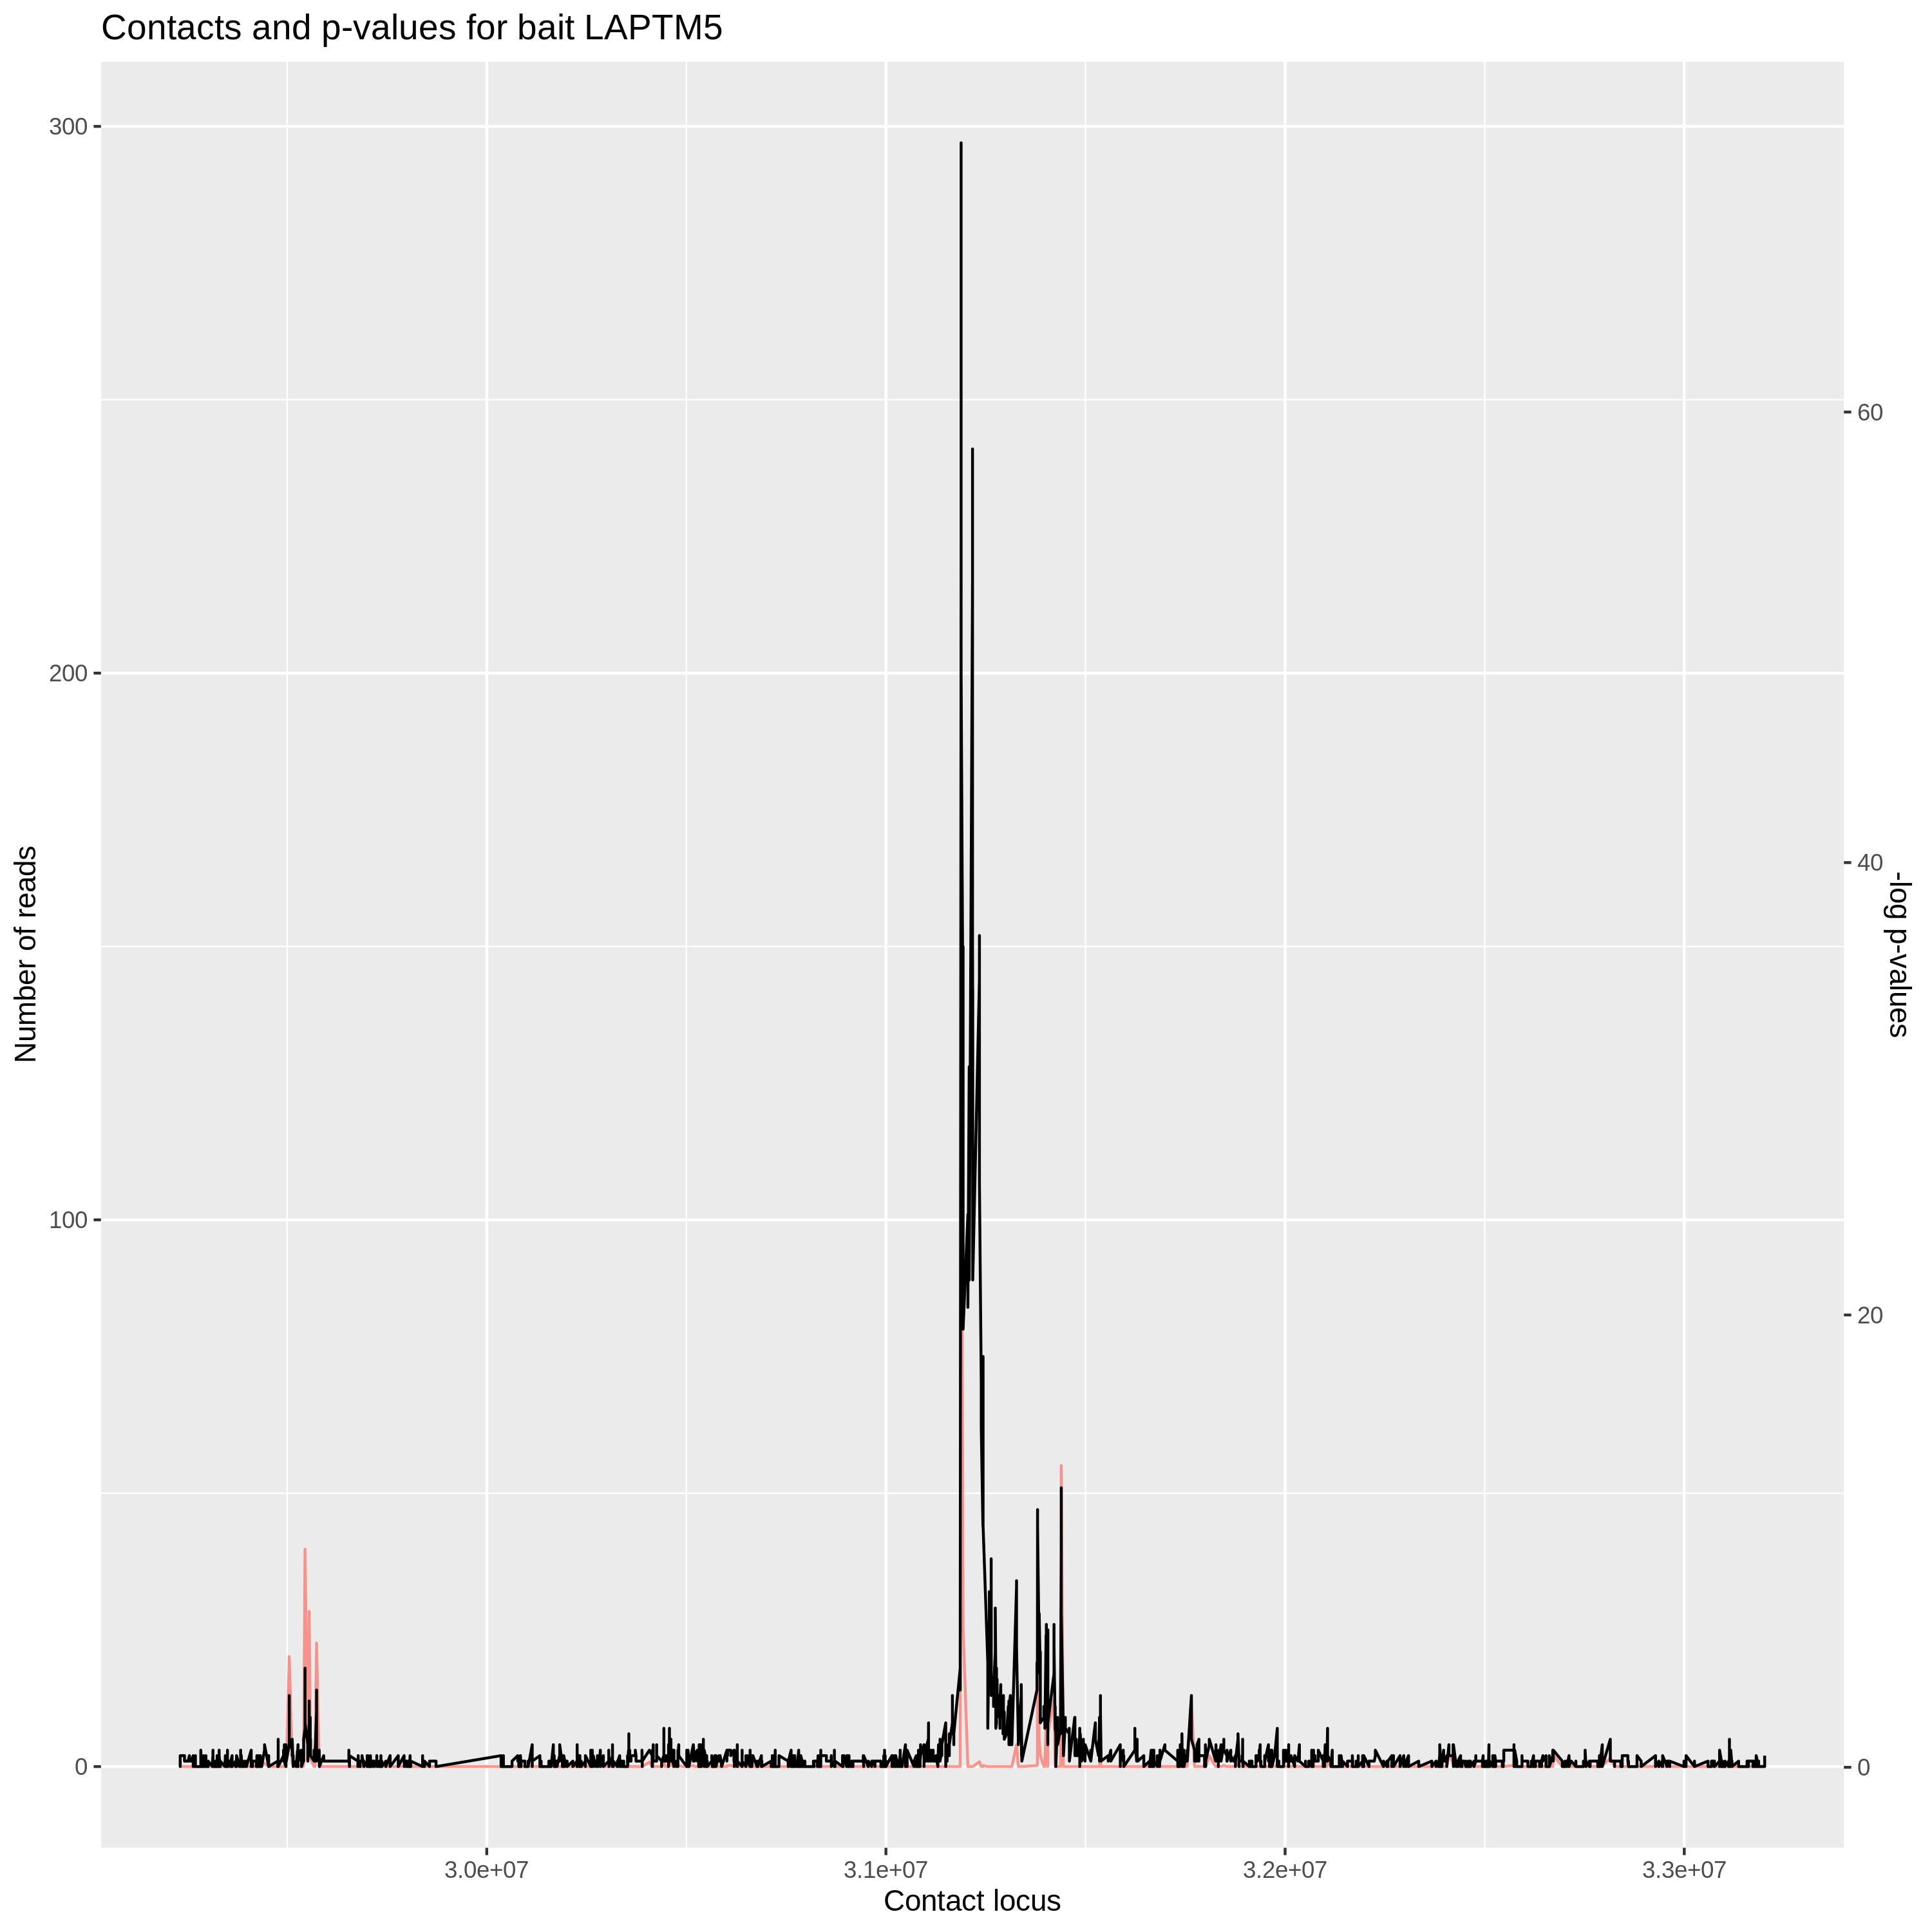 Contacts and p-values for bait LAPTM5
300
200
100
0
Number of reads
60
40
20
0
-log p-values
3.0e+07
3.1e+07
3.2e+07
3.3e+07
Contact locus